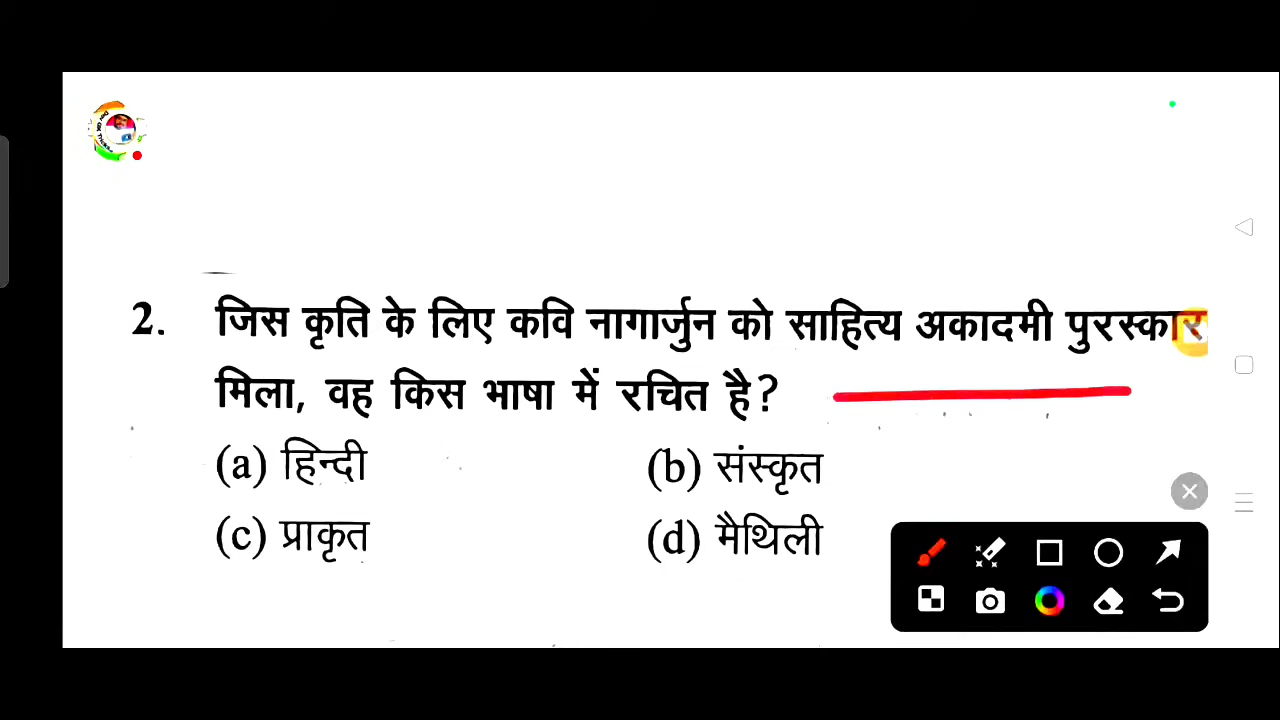 2. जिस कृति के लिए कवि नागार्जुन को साहित्य अकादमी पुरस्कार
मिला, वह किस भाषा में रचित है?
(a) हिन्दी (b) संस्कृत
(c) प्राकृत (d) मैथिली